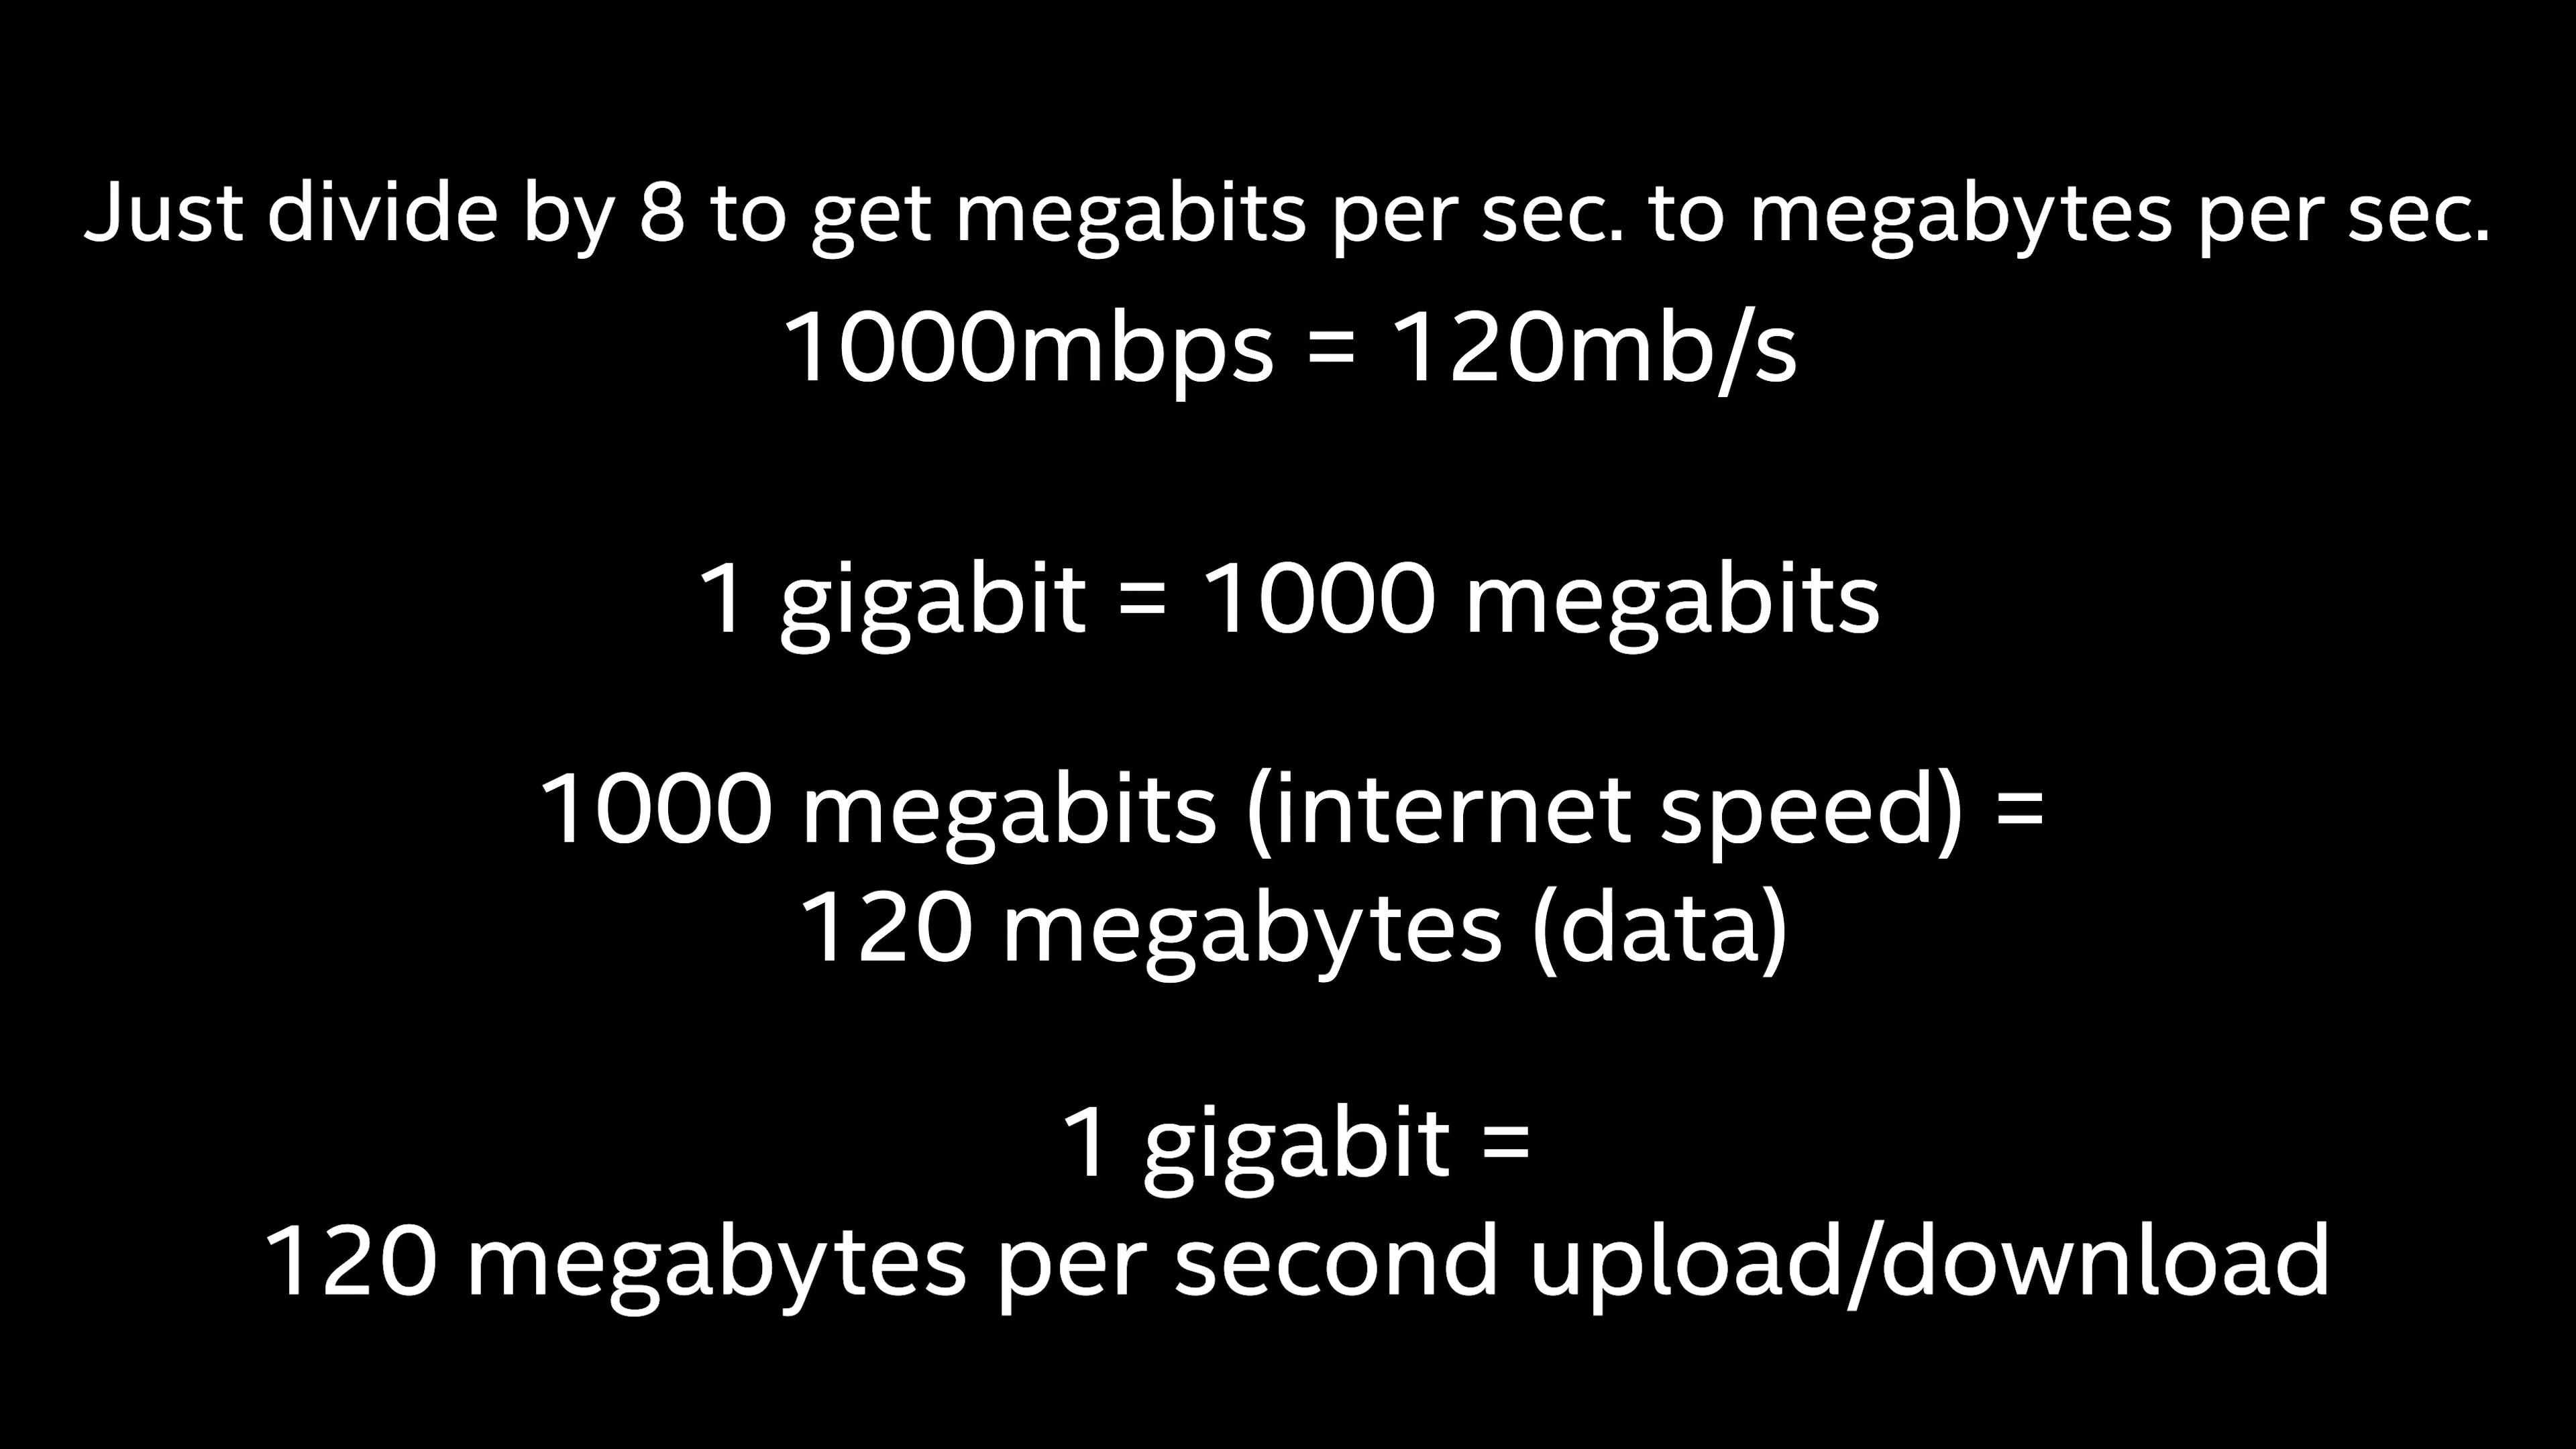 Just divide by 8 to get megabits per sec. to megabytes per sec.
1000mbps = 120mb/s
1 gigabit = 1000 megabits
1000 megabits (internet speed) =
120 megabytes (data)
1 gigabit =
120 megabytes per second upload/download